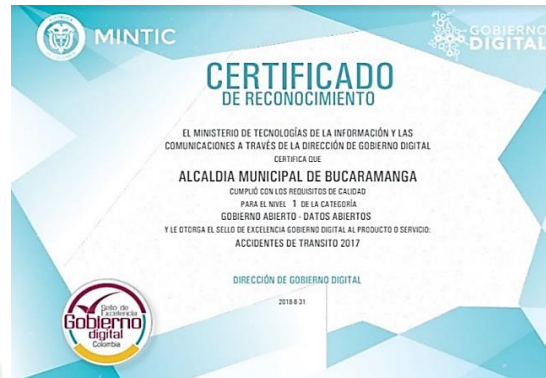 MINTIC
GOBIERNO
DIGITAL
CERTIFICADO
DE RECONOCIMIENTO
EL MINISTERIO DE TECNOLOGÍAS DE LA INFORMACIÓN Y LAS
COMUNICACIONES A TRAVÉS DE LA DIRECCIÓN DE GOBIERNO DIGITAL
CERTIFICA QUE
ALCALDIA MUNICIPAL DE BUCARAMANGA
CUMPLIÓ CON LOS REQUISITOS DE CALIDAD
PARA EL NIVEL 1 DE LA CATEGORÍA
GOBIERNO ABIERTO - DATOS ABIERTOS
Y LE OTORGA EL SELLO DE EXCELENCIA GOBIERNO DIGITAL AL PRODUCTO O SERVICIO:
ACCIDENTES DE TRANSITO 2017
DIRECCIÓN DE GOBIERNO DIGITAL
2018-8-31
Sello de
Excelencia
Gobierno
digital
Colombia